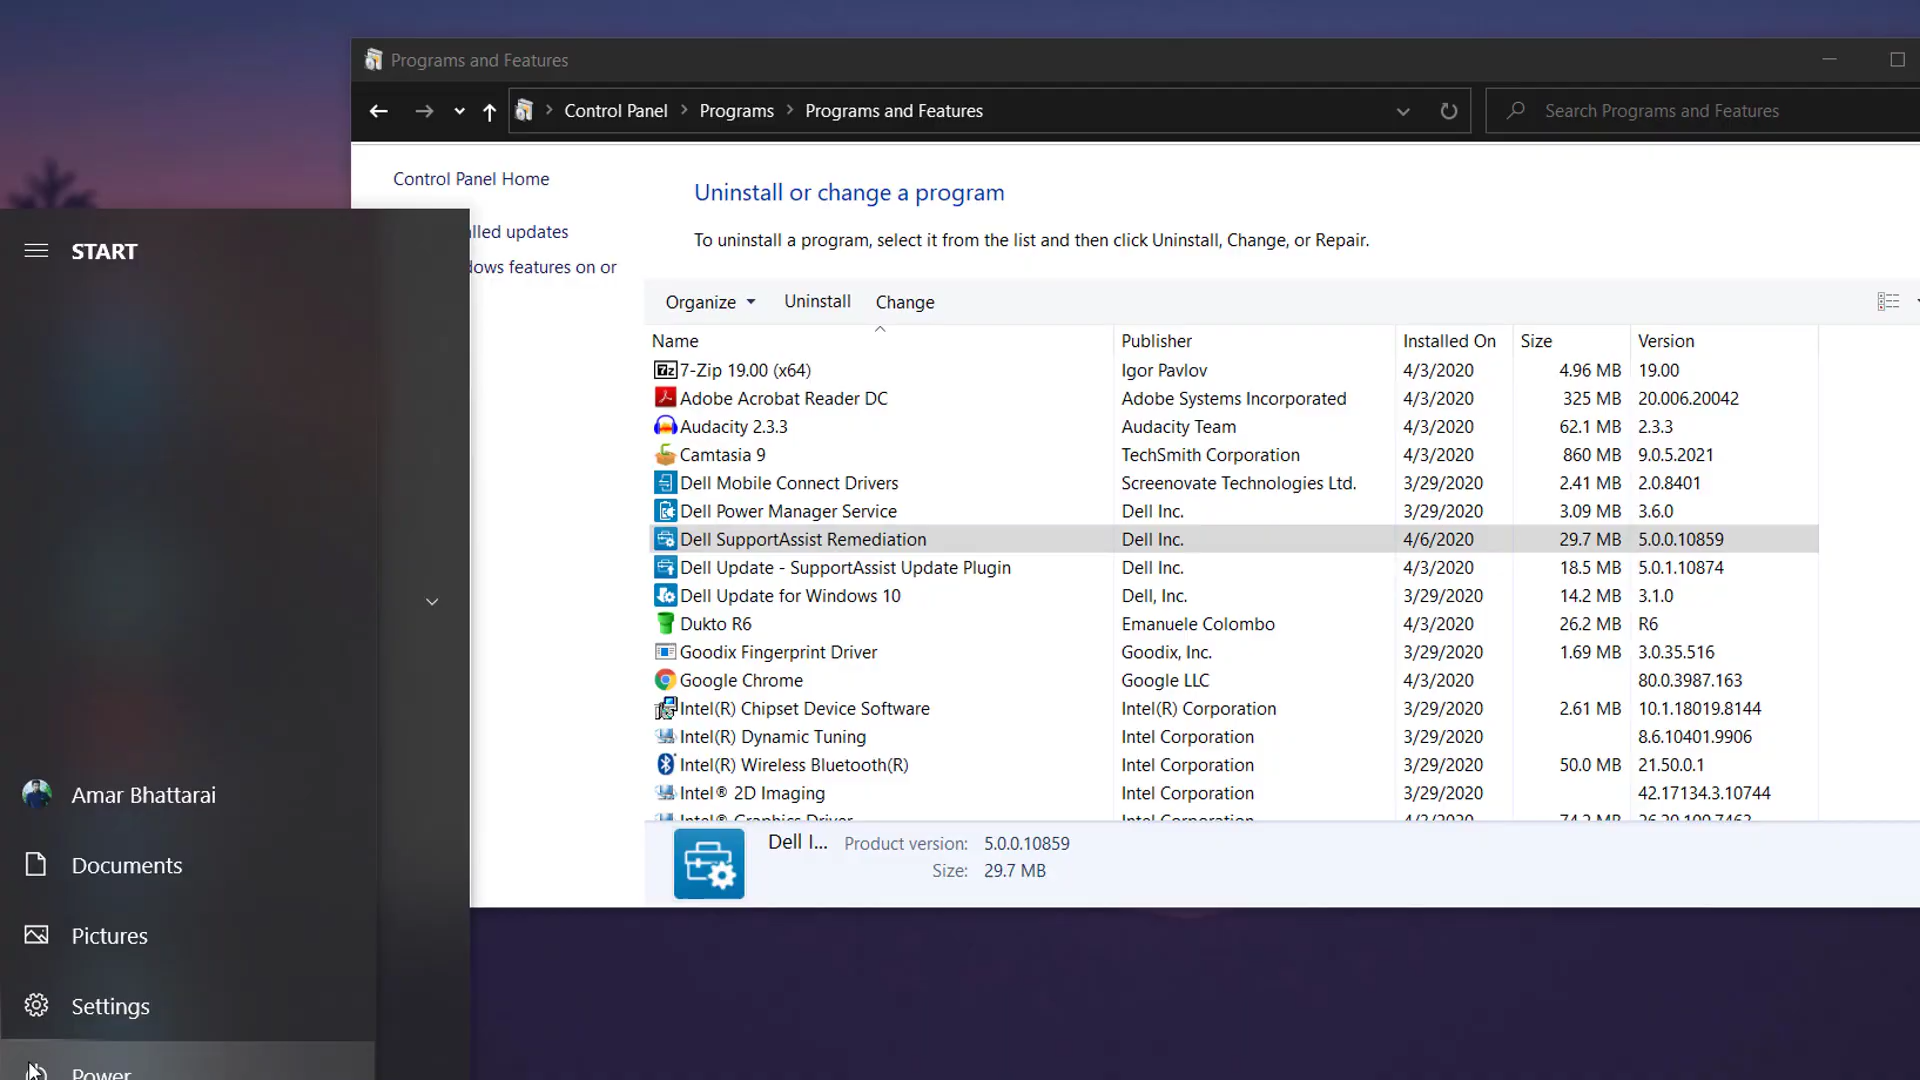 Programs and Features
Control Panel > Programs > Programs and Features
Search Programs and Features
Control Panel Home
lled updates
dows features on or
Uninstall or change a program
To uninstall a program, select it from the list and then click Uninstall, Change, or Repair.
Organize Uninstall Change
Name Publisher Installed On Size Version
7-Zip 19.00 (x64) Igor Pavlov 4/3/2020 4.96 MB 19.00
Adobe Acrobat Reader DC Adobe Systems Incorporated 4/3/2020 325 MB 20.006.20042
Audacity 2.3.3 Audacity Team 4/3/2020 62.1 MB 2.3.3
Camtasia 9 TechSmith Corporation 4/3/2020 860 MB 9.0.5.2021
Dell Mobile Connect Drivers Screenovate Technologies Ltd. 3/29/2020 2.41 MB 2.0.8401
Dell Power Manager Service Dell Inc. 3/29/2020 3.09 MB 3.6.0
Dell SupportAssist Remediation Dell Inc. 4/6/2020 29.7 MB 5.0.0.10859
Dell Update - SupportAssist Update Plugin Dell Inc. 4/3/2020 18.5 MB 5.0.1.10874
Dell Update for Windows 10 Dell, Inc. 3/29/2020 14.2 MB 3.1.0
Dukto R6 Emanuele Colombo 4/3/2020 26.2 MB R6
Goodix Fingerprint Driver Goodix, Inc. 3/29/2020 1.69 MB 3.0.35.516
Google Chrome Google LLC 4/3/2020 80.0.3987.163
Intel(R) Chipset Device Software Intel(R) Corporation 3/29/2020 2.61 MB 10.1.18019.8144
Intel(R) Dynamic Tuning Intel Corporation 3/29/2020 8.6.10401.9906
Intel(R) Wireless Bluetooth(R) Intel Corporation 3/29/2020 50.0 MB 21.50.0.1
Intel® 2D Imaging Intel Corporation 3/29/2020 42.17134.3.10744
Intel® Graphics Driver Intel Corporation 4/3/2020 74.2 MB
Dell I... Product version: 5.0.0.10859
Size: 29.7 MB
START
Amar Bhattarai
Documents
Pictures
Settings
Power